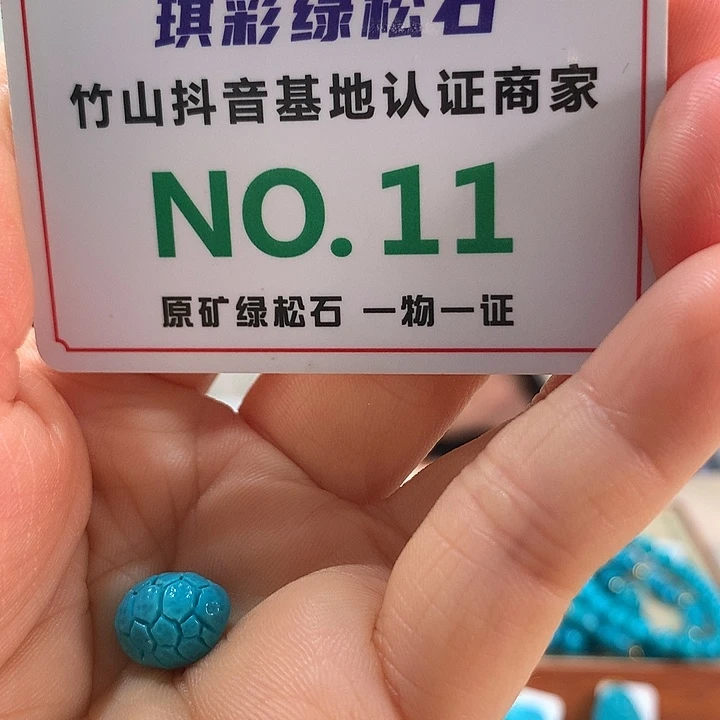 琪彩绿松石
竹山抖音基地认证商家
NO.11
原矿绿松石 一物一证